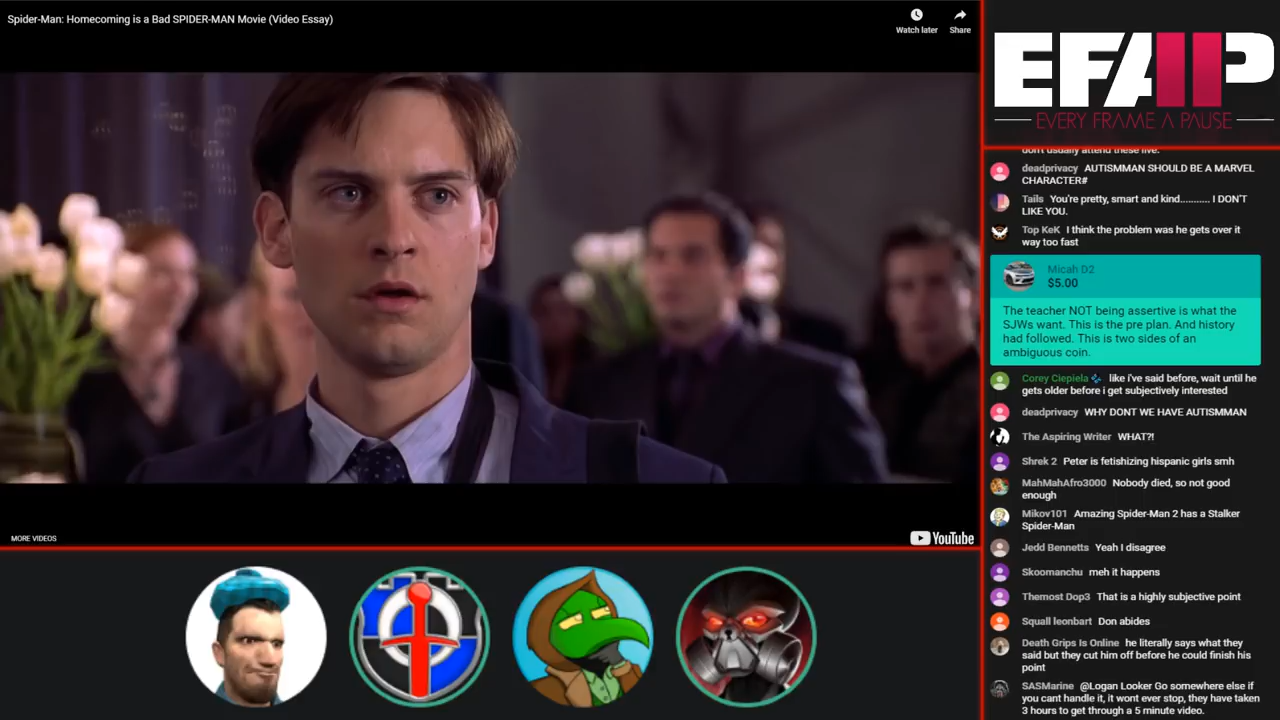 Spider-Man: Homecoming is a Bad SPIDER-MAN Movie (Video Essay)
Watch later
Share
MORE VIDEOS
YouTube
EFAP
EVERY FRAME A PAUSE
don't usually attend these live.
deadprivacy AUTISMMAN SHOULD BE A MARVEL
CHARACTER#
Tails You're pretty, smart and kind........... I DON'T
LIKE YOU.
Top KeK I think the problem was he gets over it
way too fast
Micah D2
$5.00
The teacher NOT being assertive is what the
SJWs want. This is the pre plan. And history
had followed. This is two sides of an
ambiguous coin.
Corey Ciepiela like i've said before, wait until he
gets older before i get subjectively interested
deadprivacy WHY DONT WE HAVE AUTISMMAN
The Aspiring Writer WHAT?!
Shrek 2 Peter is fetishizing hispanic girls smh
MahMahAfro3000 Nobody died, so not good
enough
Mikov101 Amazing Spider-Man 2 has a Stalker
Spider-Man
Jedd Bennetts Yeah I disagree
Skoomanchu meh it happens
Themost Dop3 That is a highly subjective point
Squall leonbart Don abides
Death Grips Is Online he literally says what they
said but they cut him off before he could finish his
point
SASMarine @Logan Looker Go somewhere else if
you cant handle it, it wont ever stop, they have taken
3 hours to get through a 5 minute video.